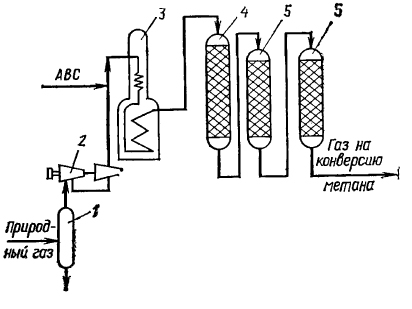 3
4
5
5
АВС
2
Газ на
конверсию
метана
Природ-
ный газ
1